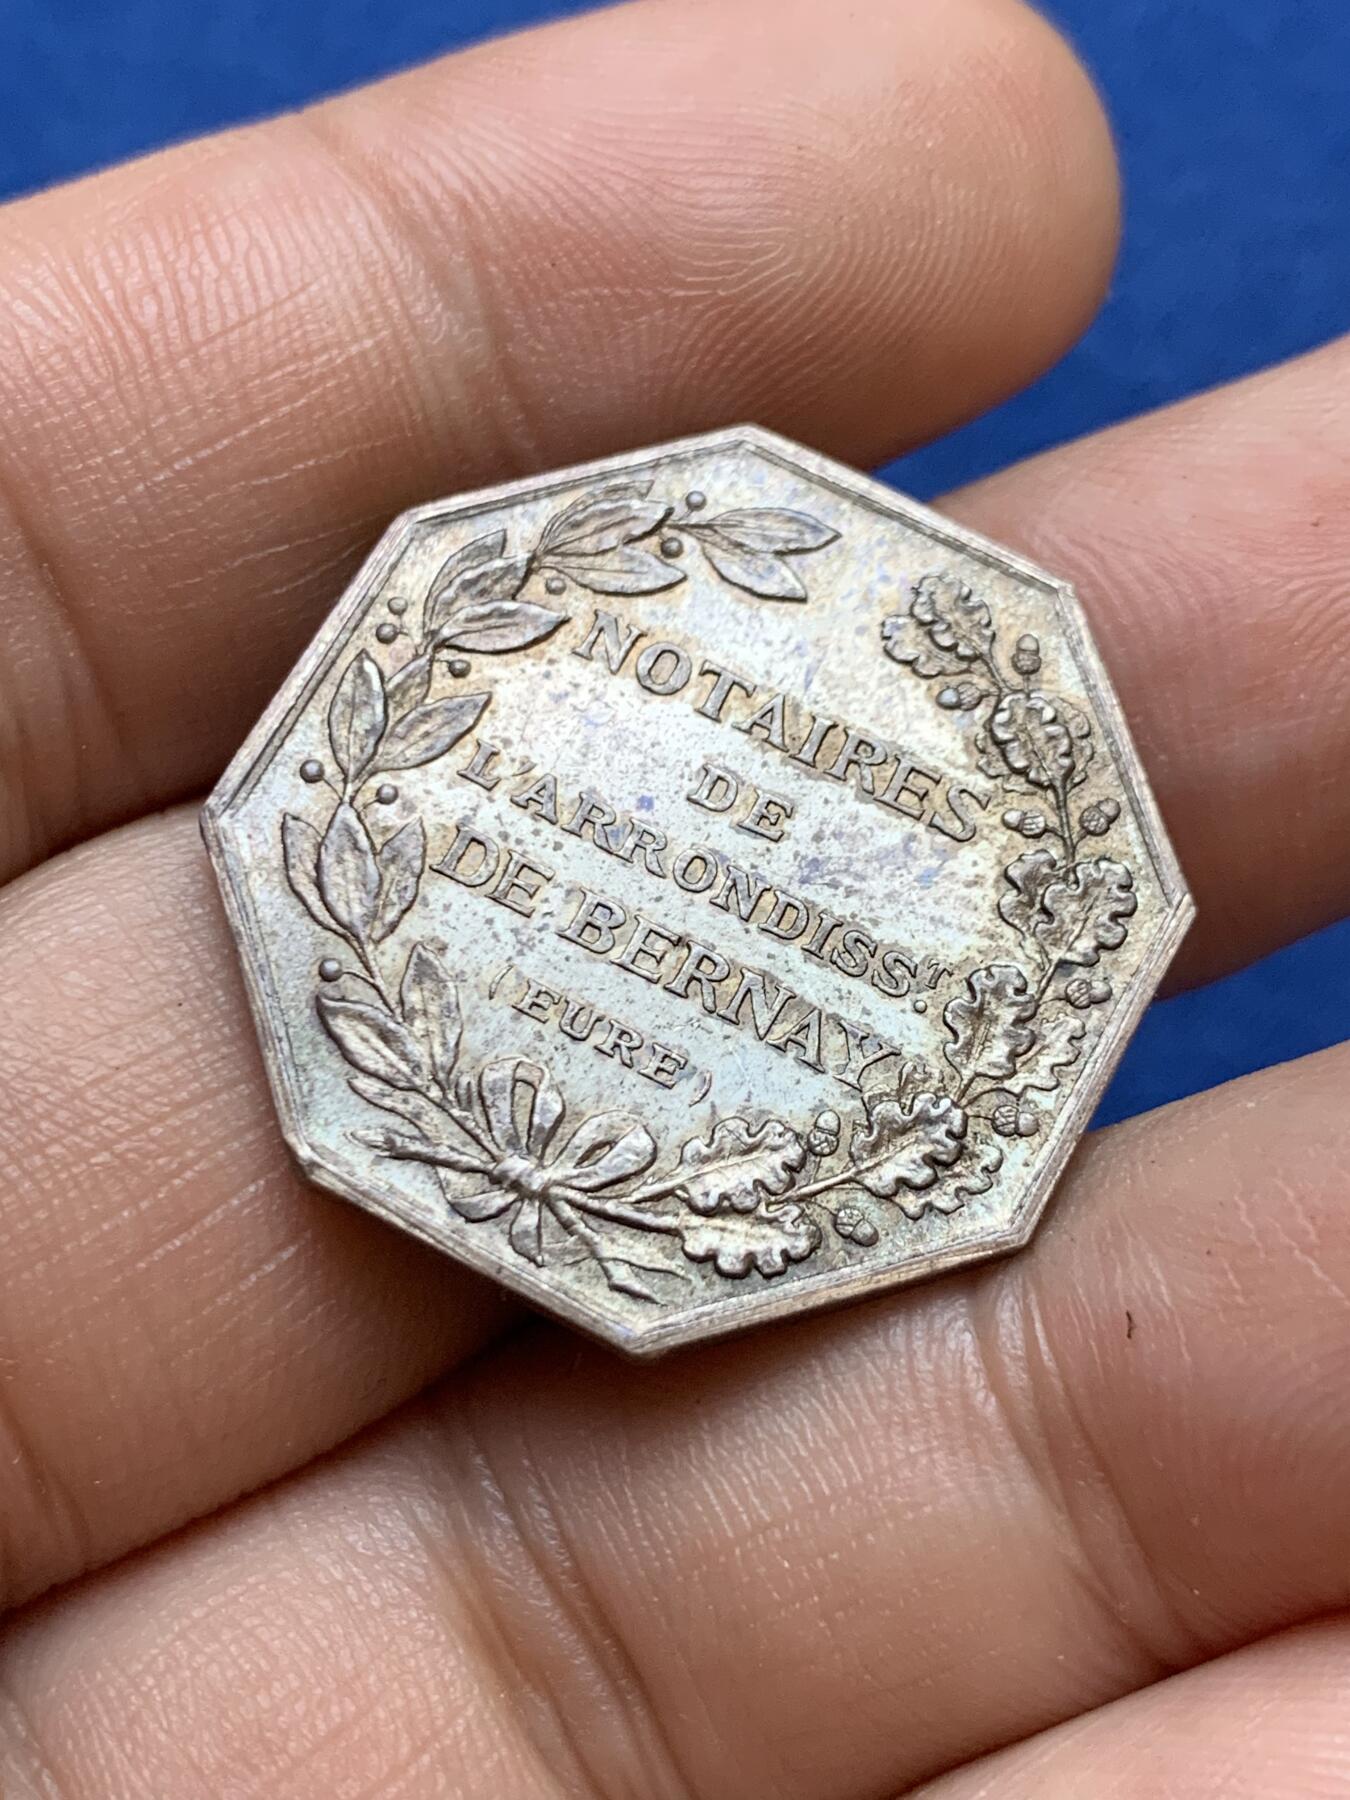 NOTAIRES
DE
L'ARRONDISS.T
DE BERNAY
(EURE)